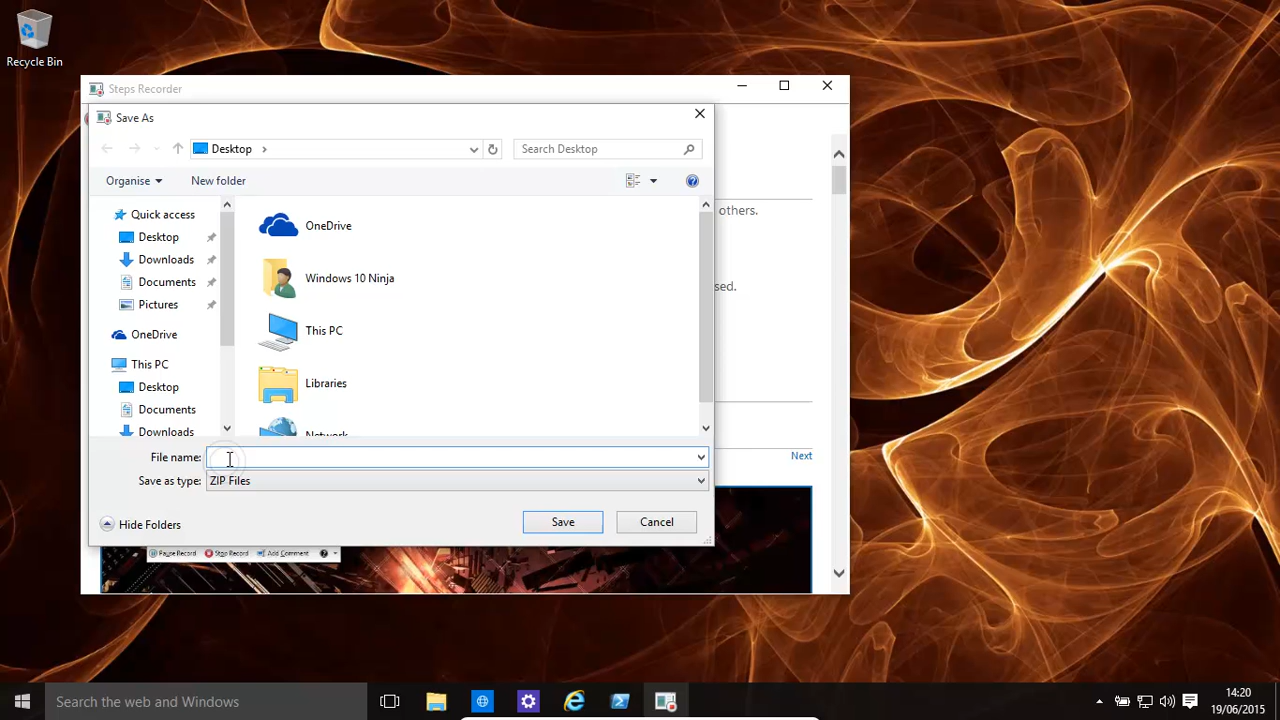 Recycle Bin
Steps Recorder
Save As
Desktop
Search Desktop
Organise
New folder
Quick access
Desktop
Downloads
Documents
Pictures
OneDrive
This PC
Desktop
Documents
Downloads
OneDrive
Windows 10 Ninja
This PC
Libraries
Network
others.
sed.
Next
File name:
Save as type: ZIP Files
Hide Folders
Save
Cancel
Pause Record
Stop Record
Add Comment
Search the web and Windows
14:20
19/06/2015